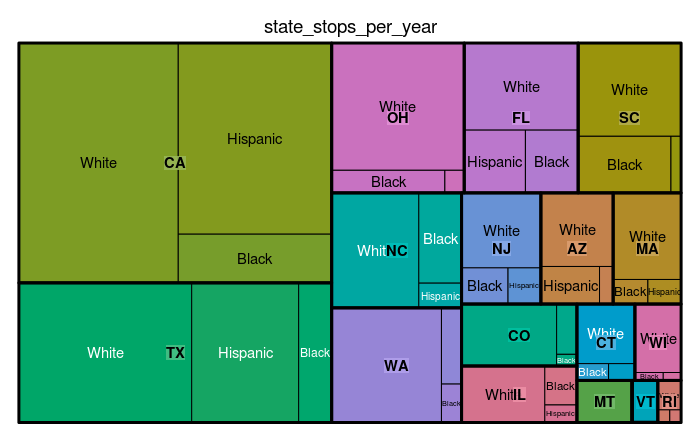 state_stops_per_year
White
Hispanic
CA
Black
White
Hispanic
Black
TX
White
OH
Black
White
FL
Hispanic
Black
White
SC
Black
White
NC
Black
Hispanic
White
NJ
Black
Hispanic
White
AZ
Hispanic
White
MA
Black
Hispanic
WA
Black
CO
Black
White
CT
Black
White
WI
Black
White
IL
Black
Hispanic
MT
VT
RI